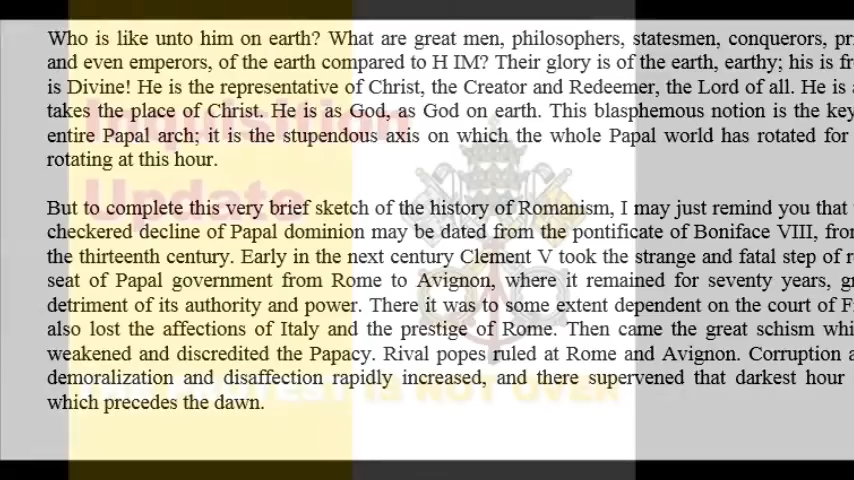 Who is like unto him on earth? What are great men, philosophers, statesmen, conquerors,
and even emperors, of the earth compared to H IM? Their glory is of the earth, earthy; his is
is Divine! He is the representative of Christ, the Creator and Redeemer, the Lord of all. He is
takes the place of Christ. He is as God, as God on earth. This blasphemous notion is the
entire Papal arch; it is the stupendous axis on which the whole Papal world has rotated for
rotating at this hour.
But to complete this very brief sketch of the history of Romanism, I may just remind you that
checkered decline of Papal dominion may be dated from the pontificate of Boniface VIII,
the thirteenth century. Early in the next century Clement V took the strange and fatal step of
seat of Papal government from Rome to Avignon, where it remained for seventy years,
detriment of its authority and power. There it was to some extent dependent on the court of
also lost the affections of Italy and the prestige of Rome. Then came the great schism
weakened and discredited the Papacy. Rival popes ruled at Rome and Avignon. Corruption
demoralization and disaffection rapidly increased, and there supervened that darkest hour
which precedes the dawn.
Inquisition
Update
IS NOT OVER